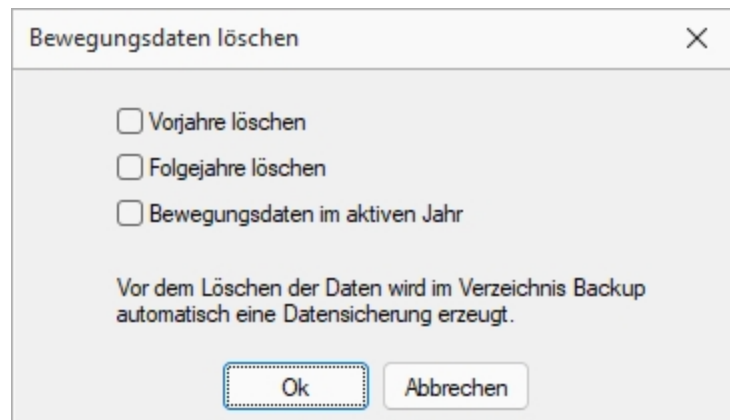 Bewegungsdaten löschen
Vorjahre löschen
Folgejahre löschen
Bewegungsdaten im aktiven Jahr
Vor dem Löschen der Daten wird im Verzeichnis Backup
automatisch eine Datensicherung erzeugt.
Ok Abbrechen